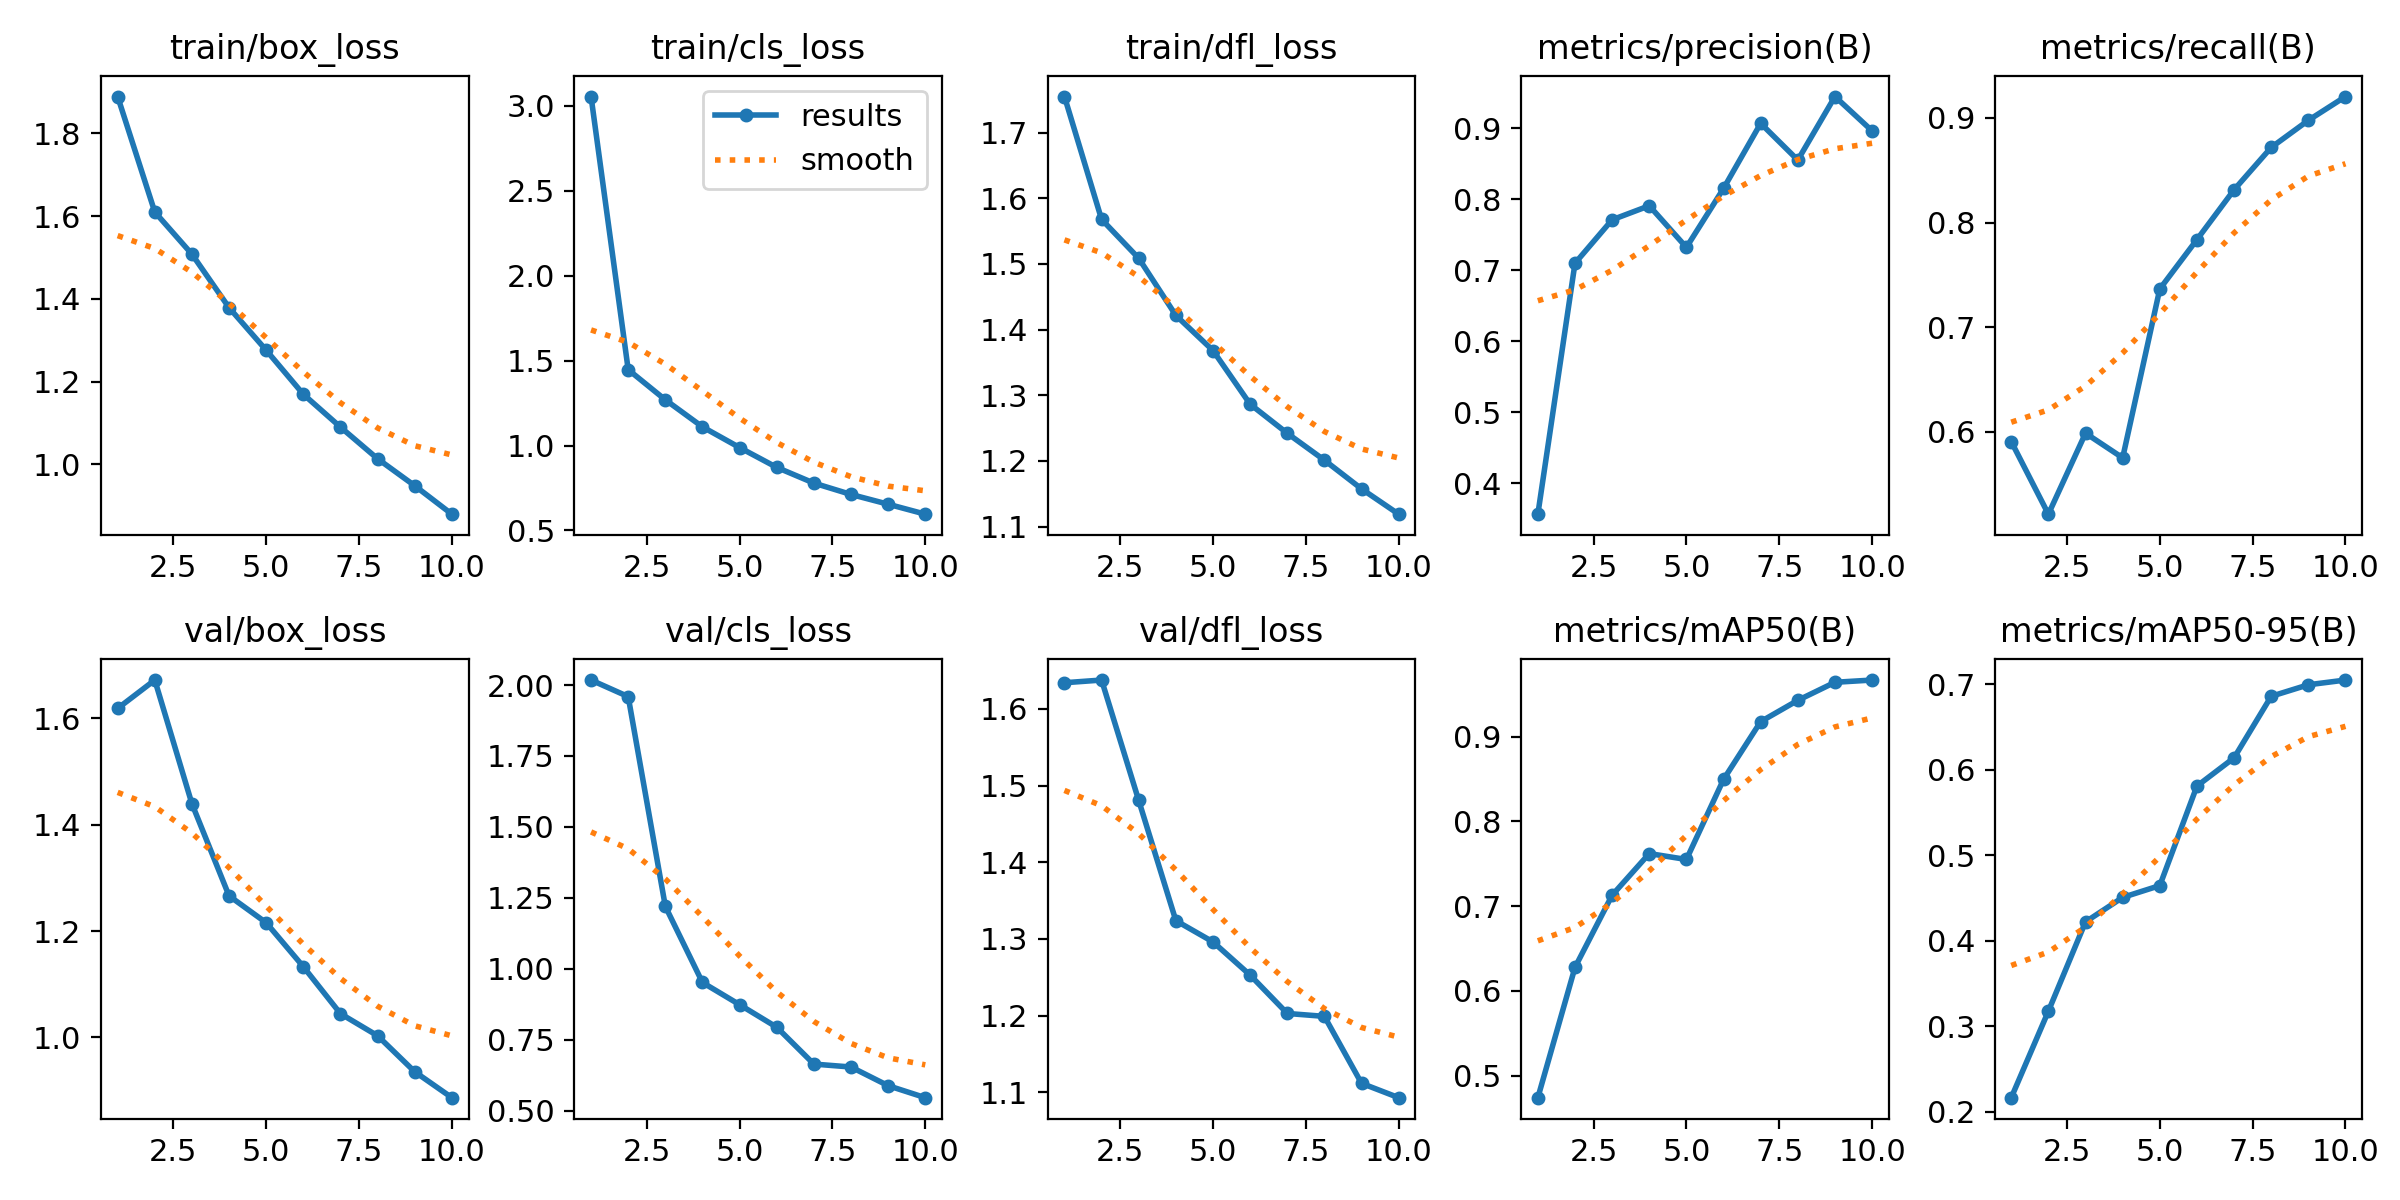 train/box_loss
1.8
1.6
1.4
1.2
1.0
2.5 5.0 7.5 10.0
train/cls_loss
3.0
2.5
2.0
1.5
1.0
0.5
results
smooth
2.5 5.0 7.5 10.0
train/dfl_loss
1.7
1.6
1.5
1.4
1.3
1.2
1.1
2.5 5.0 7.5 10.0
metrics/precision(B)
0.9
0.8
0.7
0.6
0.5
0.4
2.5 5.0 7.5 10.0
metrics/recall(B)
0.9
0.8
0.7
0.6
2.5 5.0 7.5 10.0
val/box_loss
1.6
1.4
1.2
1.0
2.5 5.0 7.5 10.0
val/cls_loss
2.00
1.75
1.50
1.25
1.00
0.75
0.50
2.5 5.0 7.5 10.0
val/dfl_loss
1.6
1.5
1.4
1.3
1.2
1.1
2.5 5.0 7.5 10.0
metrics/mAP50(B)
0.9
0.8
0.7
0.6
0.5
2.5 5.0 7.5 10.0
metrics/mAP50-95(B)
0.7
0.6
0.5
0.4
0.3
0.2
2.5 5.0 7.5 10.0